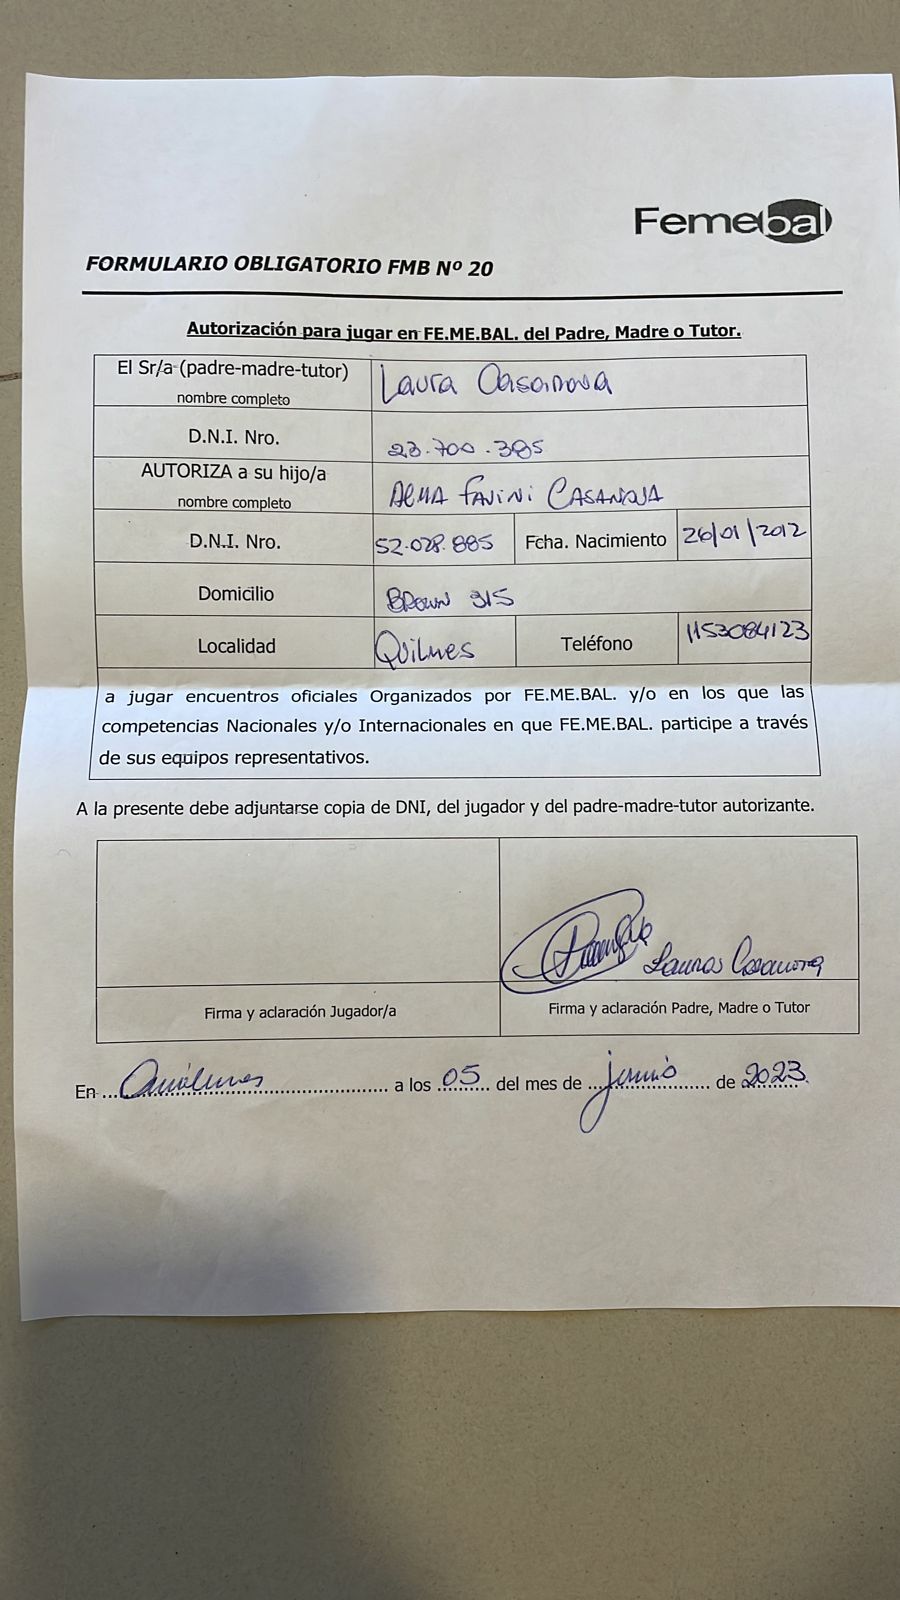 Femebal
FORMULARIO OBLIGATORIO FMB Nº 20
Autorización para jugar en FE.ME.BAL. del Padre, Madre o Tutor.
El Sr/a (padre-madre-tutor) Laura Casanova
nombre completo
D.N.I. Nro. 23.700.385
AUTORIZA a su hijo/a
nombre completo ALMA FAVINI CASANOVA
D.N.I. Nro. 52.028.885 Fcha. Nacimiento 26/01/2012
Domicilio BROWN 315
Localidad Quilmes Teléfono 1153084123
a jugar encuentros oficiales Organizados por FE.ME.BAL. y/o en los que las
competencias Nacionales y/o Internacionales en que FE.ME.BAL. participe a través
de sus equipos representativos.
A la presente debe adjuntarse copia de DNI, del jugador y del padre-madre-tutor autorizante.
Laura Casanova
Firma y aclaración Jugador/a Firma y aclaración Padre, Madre o Tutor
En Quilmes a los 05 del mes de junio de 2023